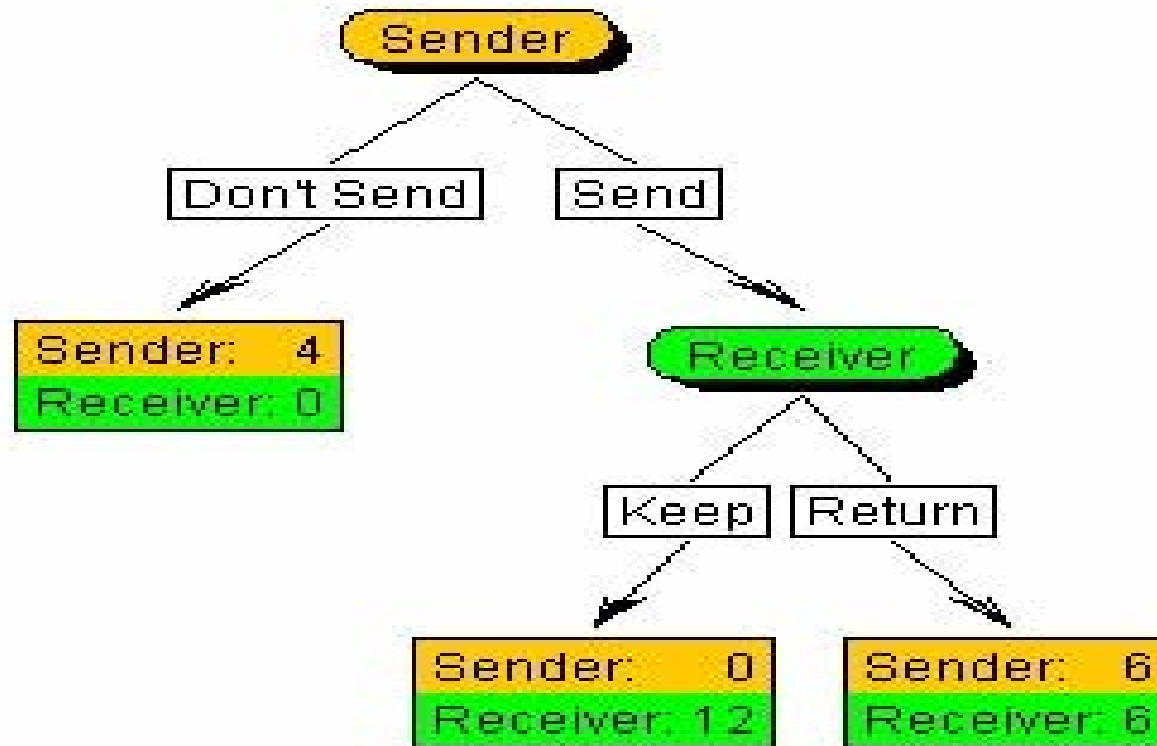 Sender
Don't Send
Send
Sender: 4
Receiver: 0
Receiver
Keep
Return
Sender: 0
Receiver: 12
Sender: 6
Receiver: 6